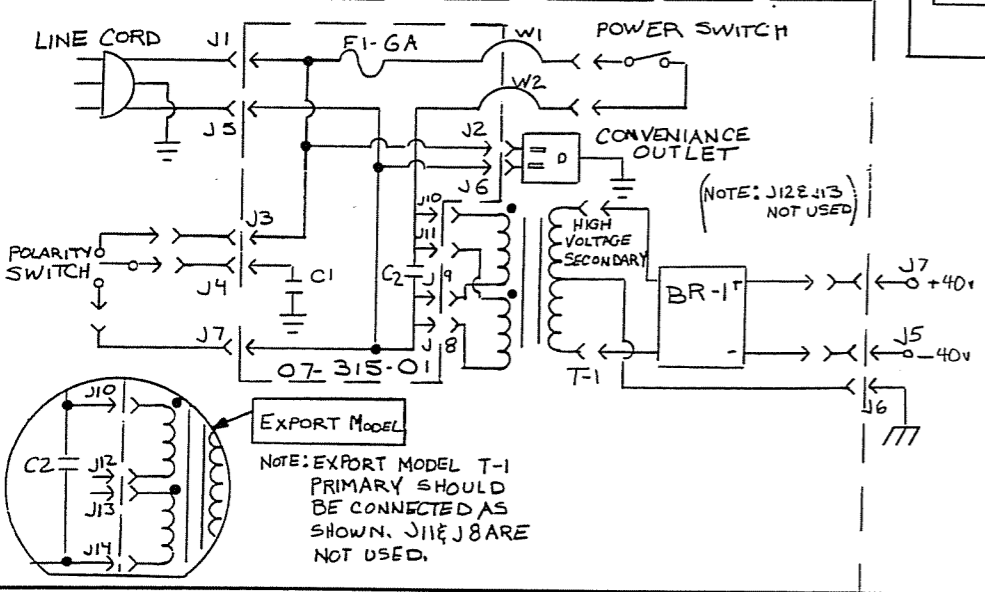 LINE CORD
J1
F1-6A
W1
POWER SWITCH
W2
J5
J2
CONVENIANCE
OUTLET
J6
(NOTE: J12 & J13
NOT USED)
J10
J3
J11
HIGH
VOLTAGE
SECONDARY
POLARITY
SWITCH
C1
C2
J9
J4
BR-1
+
J7
+40v
J7
J8
-
J5
-40v
07-315-01
T-1
J6
J10
EXPORT MODEL
C2
J12
J13
J14
NOTE: EXPORT MODEL T-1
PRIMARY SHOULD
BE CONNECTED AS
SHOWN. J11 & J8 ARE
NOT USED.